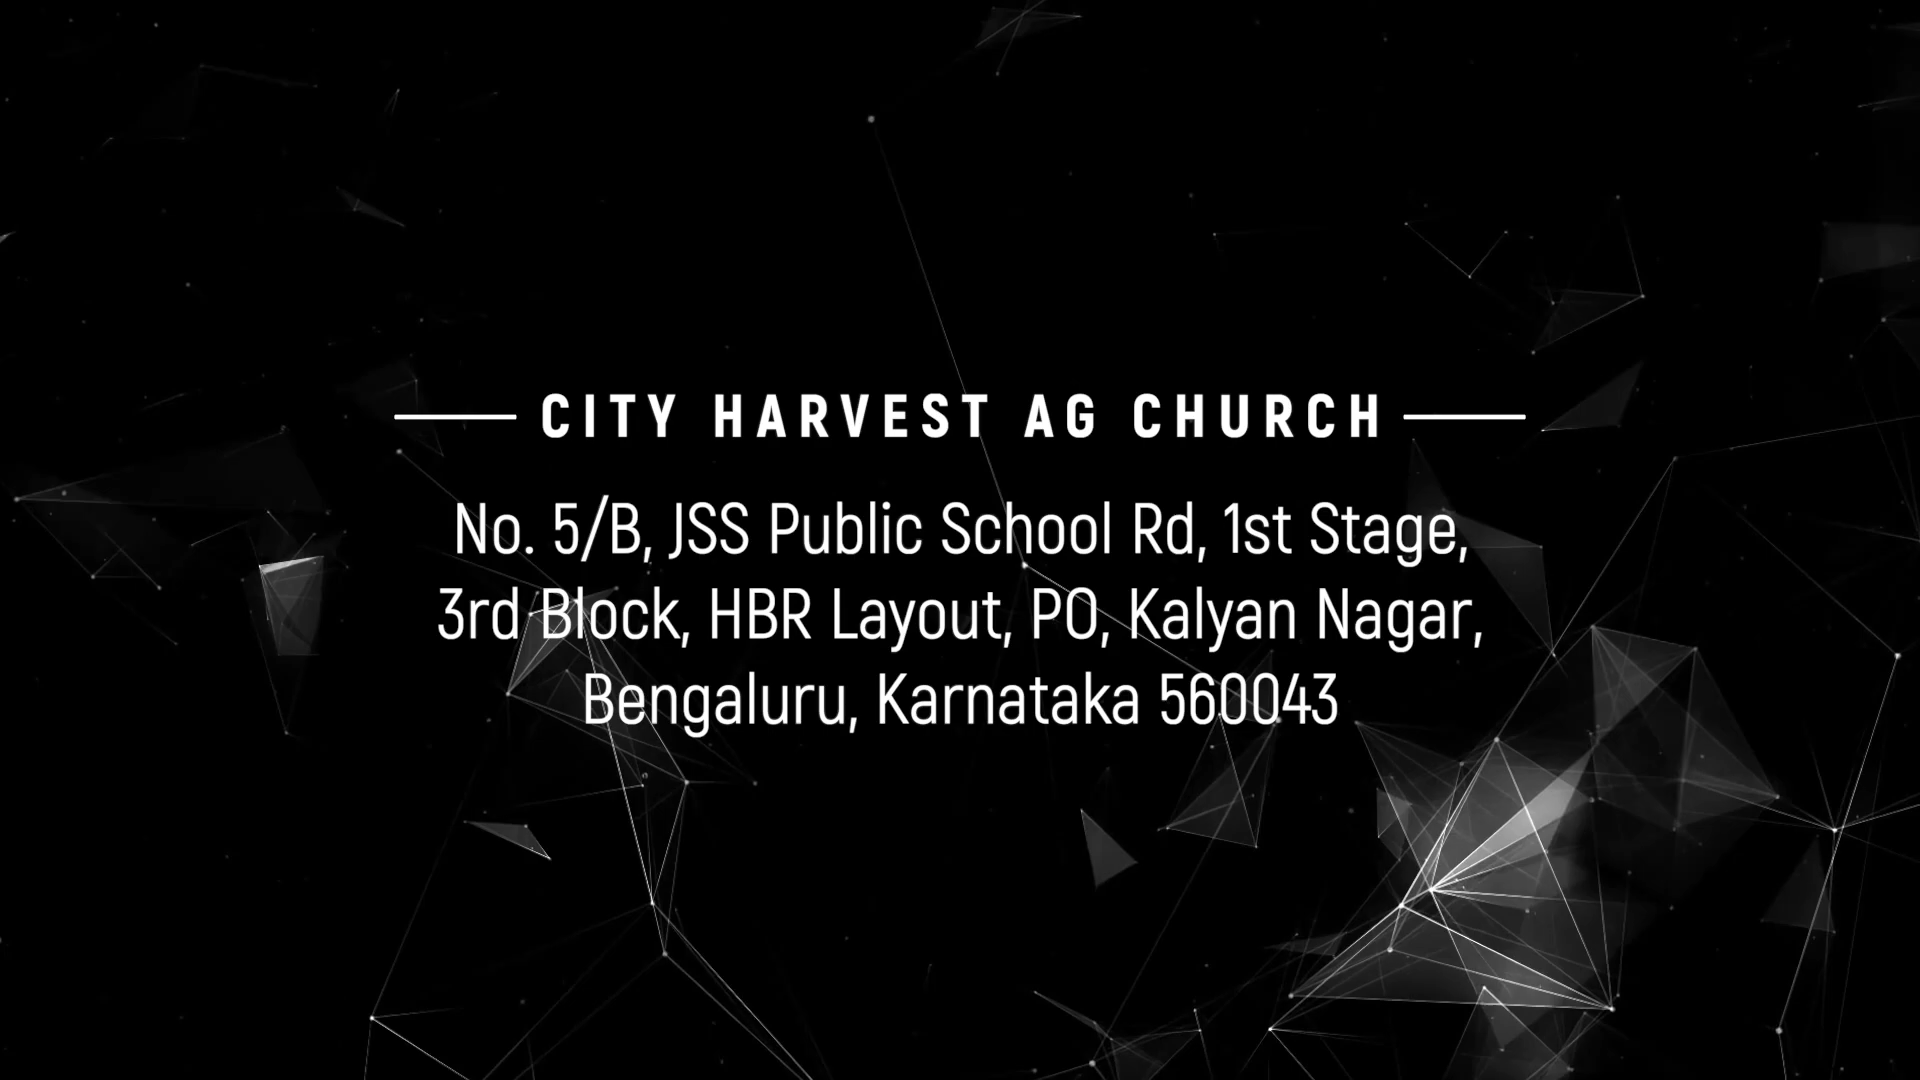 CITY HARVEST AG CHURCH
No. 5/B, JSS Public School Rd, 1st Stage,
3rd Block, HBR Layout, PO, Kalyan Nagar,
Bengaluru, Karnataka 560043